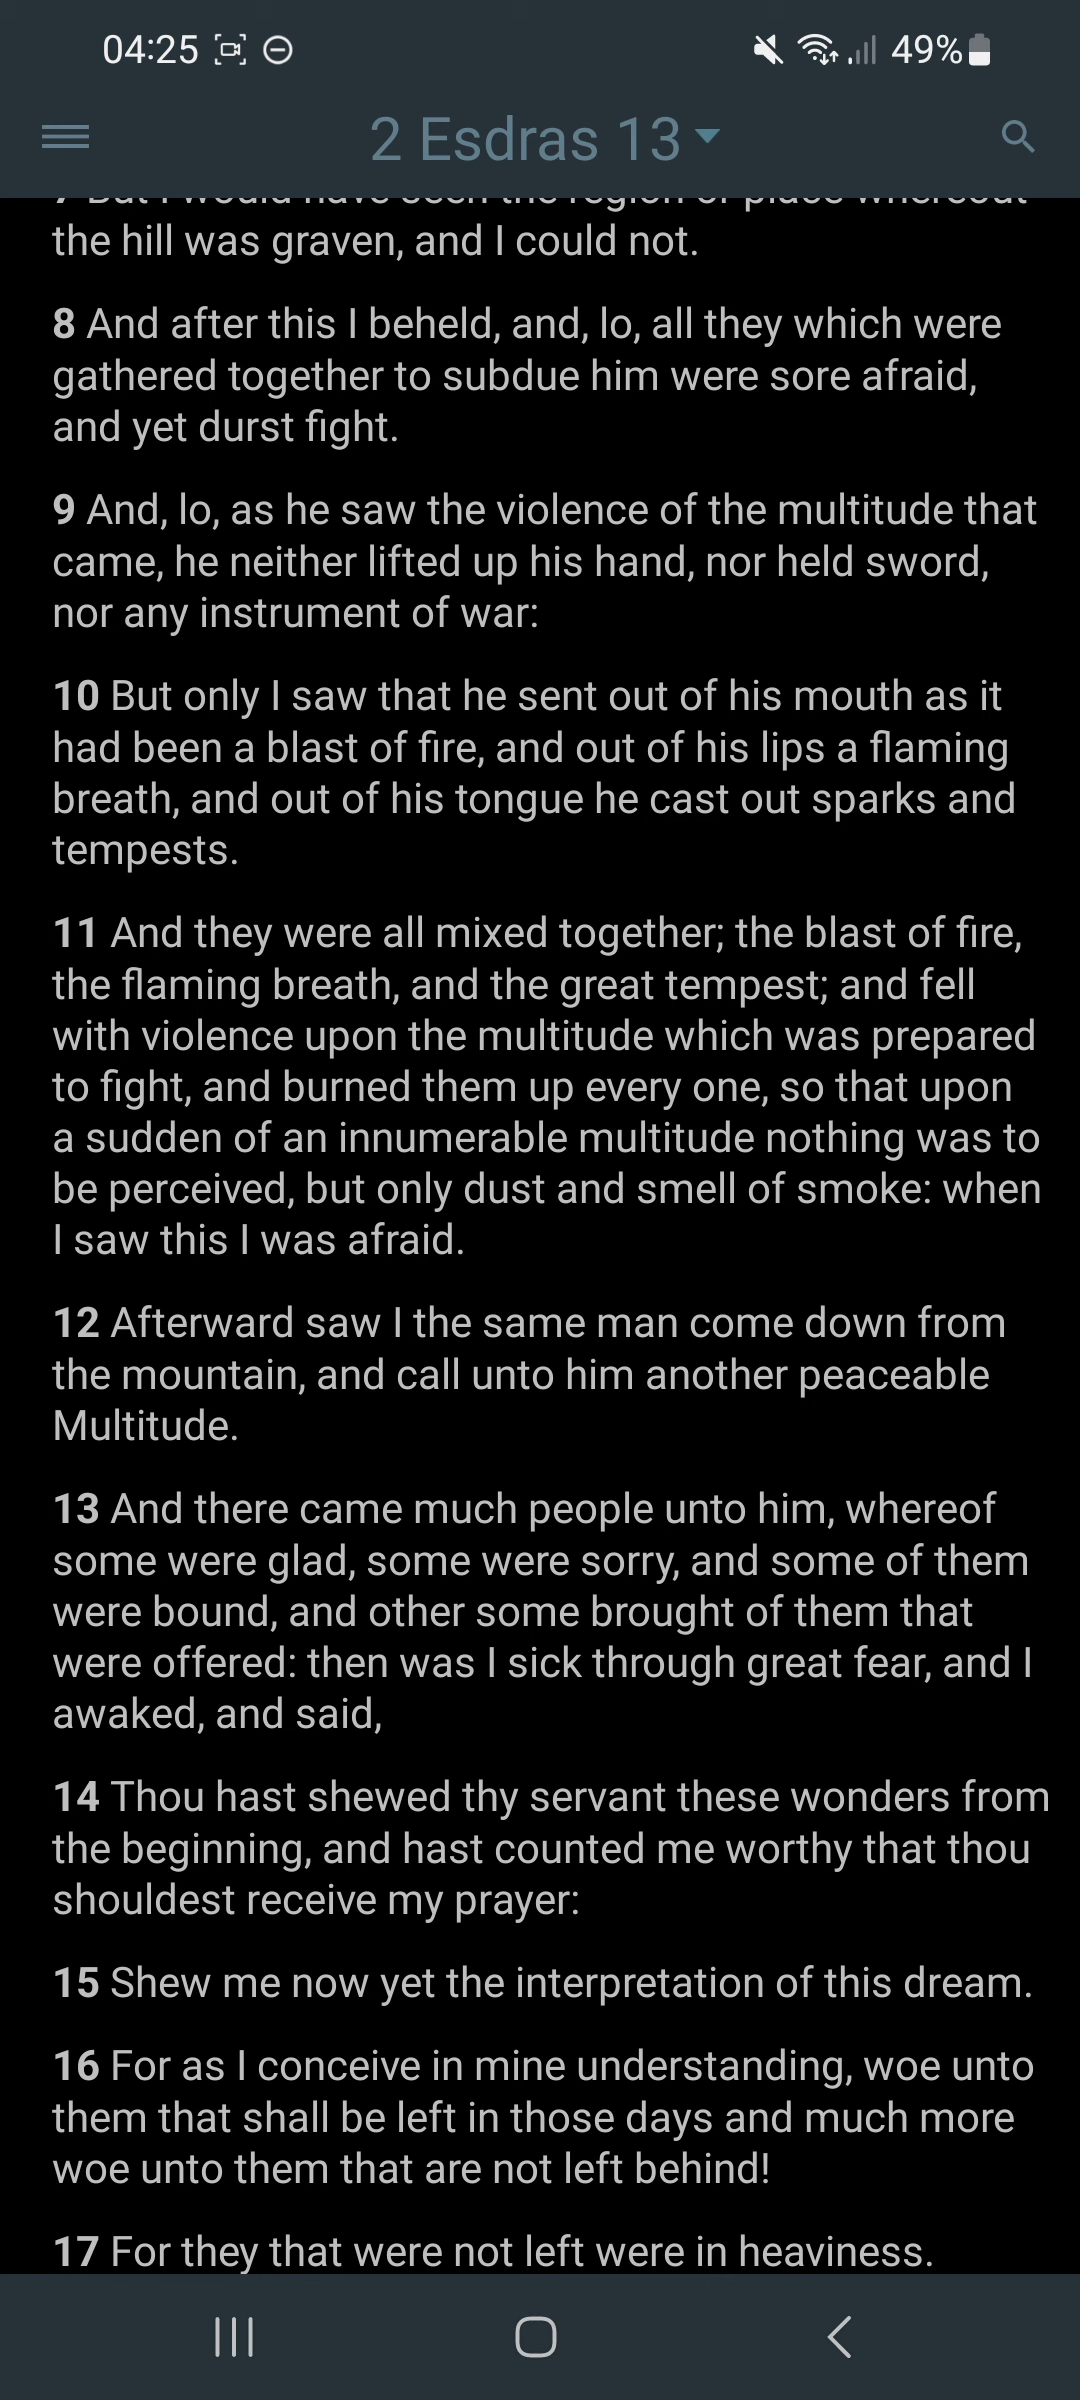 04:25 49%
2 Esdras 13
7 But I would have seen the region or place whereout
the hill was graven, and I could not.
8 And after this I beheld, and, lo, all they which were
gathered together to subdue him were sore afraid,
and yet durst fight.
9 And, lo, as he saw the violence of the multitude that
came, he neither lifted up his hand, nor held sword,
nor any instrument of war:
10 But only I saw that he sent out of his mouth as it
had been a blast of fire, and out of his lips a flaming
breath, and out of his tongue he cast out sparks and
tempests.
11 And they were all mixed together; the blast of fire,
the flaming breath, and the great tempest; and fell
with violence upon the multitude which was prepared
to fight, and burned them up every one, so that upon
a sudden of an innumerable multitude nothing was to
be perceived, but only dust and smell of smoke: when
I saw this I was afraid.
12 Afterward saw I the same man come down from
the mountain, and call unto him another peaceable
Multitude.
13 And there came much people unto him, whereof
some were glad, some were sorry, and some of them
were bound, and other some brought of them that
were offered: then was I sick through great fear, and I
awaked, and said,
14 Thou hast shewed thy servant these wonders from
the beginning, and hast counted me worthy that thou
shouldest receive my prayer:
15 Shew me now yet the interpretation of this dream.
16 For as I conceive in mine understanding, woe unto
them that shall be left in those days and much more
woe unto them that are not left behind!
17 For they that were not left were in heaviness.